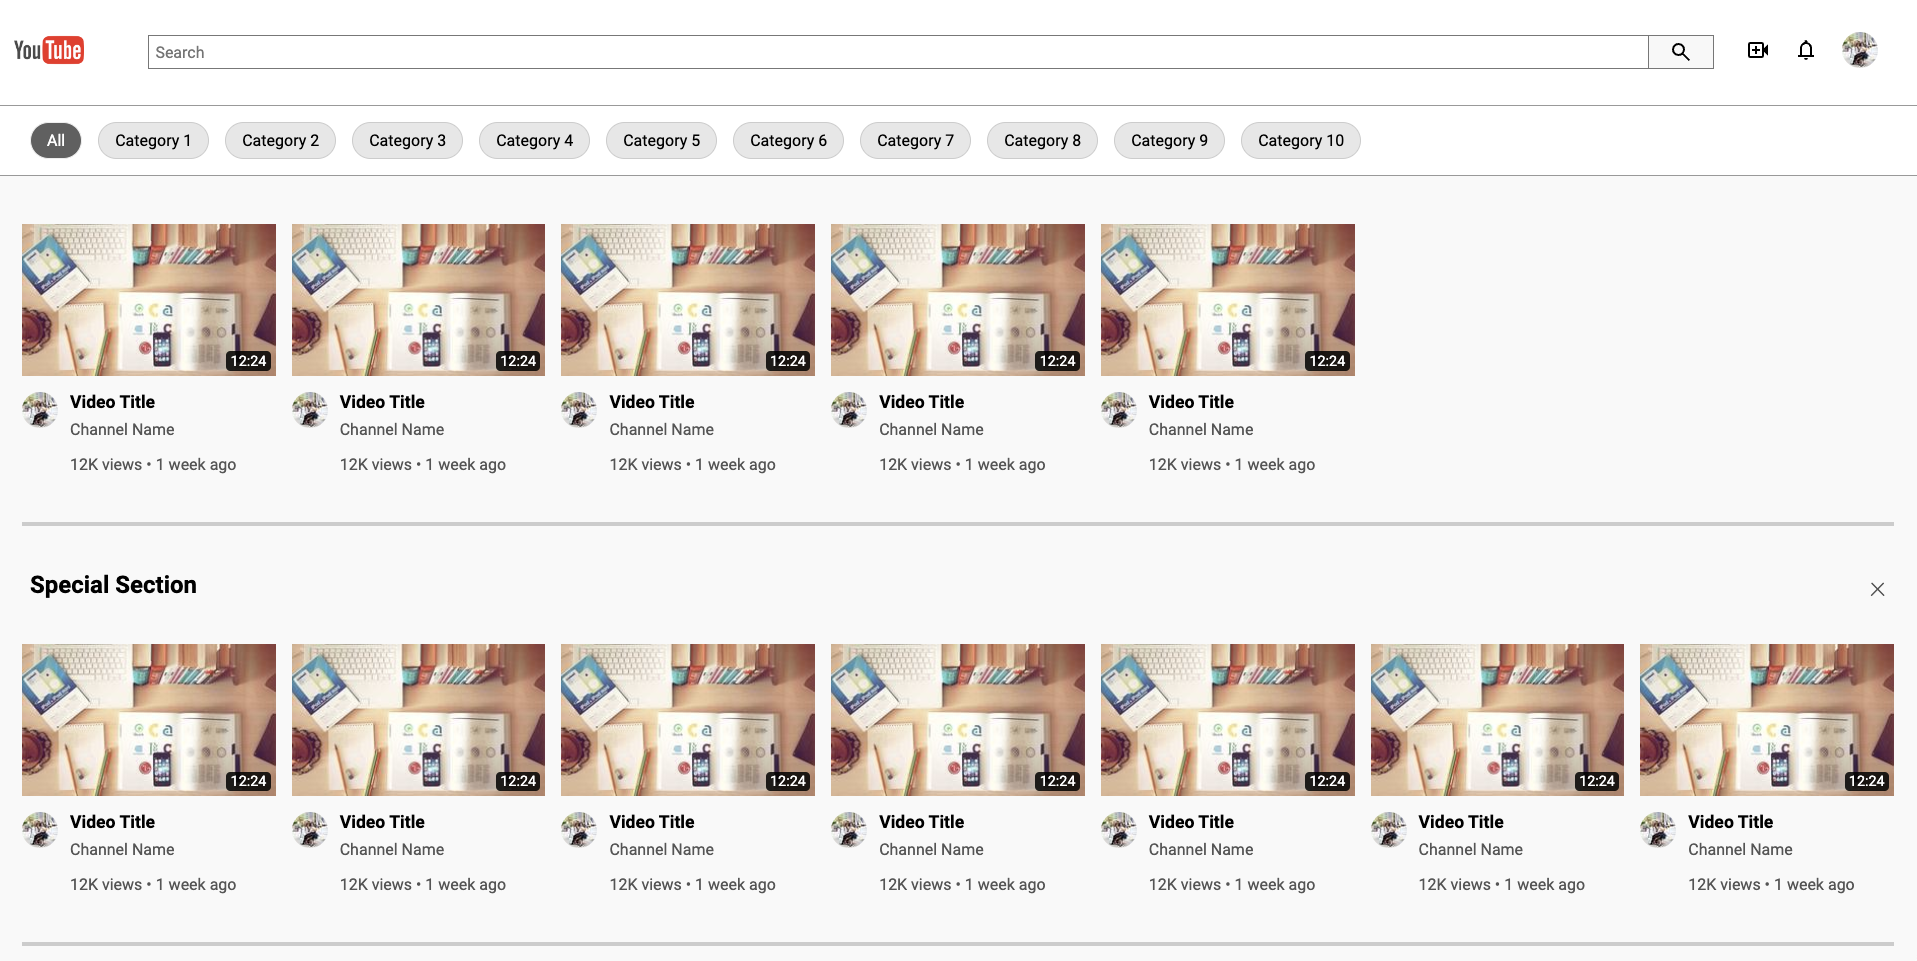 YouTube
Search
All Category 1 Category 2 Category 3 Category 4 Category 5 Category 6 Category 7 Category 8 Category 9 Category 10
12:24 12:24 12:24 12:24 12:24
Video Title Video Title Video Title Video Title Video Title
Channel Name Channel Name Channel Name Channel Name Channel Name
12K views • 1 week ago 12K views • 1 week ago 12K views • 1 week ago 12K views • 1 week ago 12K views • 1 week ago
Special Section
12:24 12:24 12:24 12:24 12:24 12:24 12:24
Video Title Video Title Video Title Video Title Video Title Video Title Video Title
Channel Name Channel Name Channel Name Channel Name Channel Name Channel Name Channel Name
12K views • 1 week ago 12K views • 1 week ago 12K views • 1 week ago 12K views • 1 week ago 12K views • 1 week ago 12K views • 1 week ago 12K views • 1 week ago